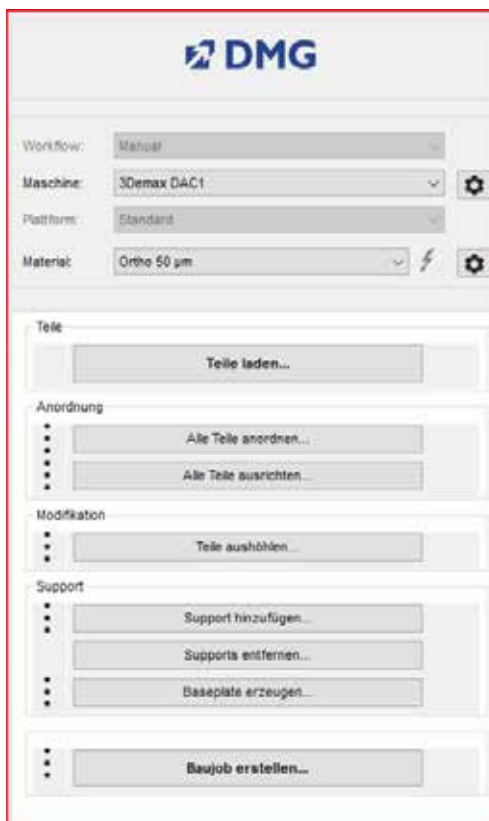 DMG
Workflow: Manual
Maschine: 3Demax DAC1
Plattform: Standard
Material: Ortho 50 µm
Teile
Teile laden...
Anordnung
Alle Teile anordnen...
Alle Teile ausrichten...
Modifikation
Teile aushöhlen...
Support
Support hinzufügen...
Supports entfernen...
Baseplate erzeugen...
Baujob erstellen...